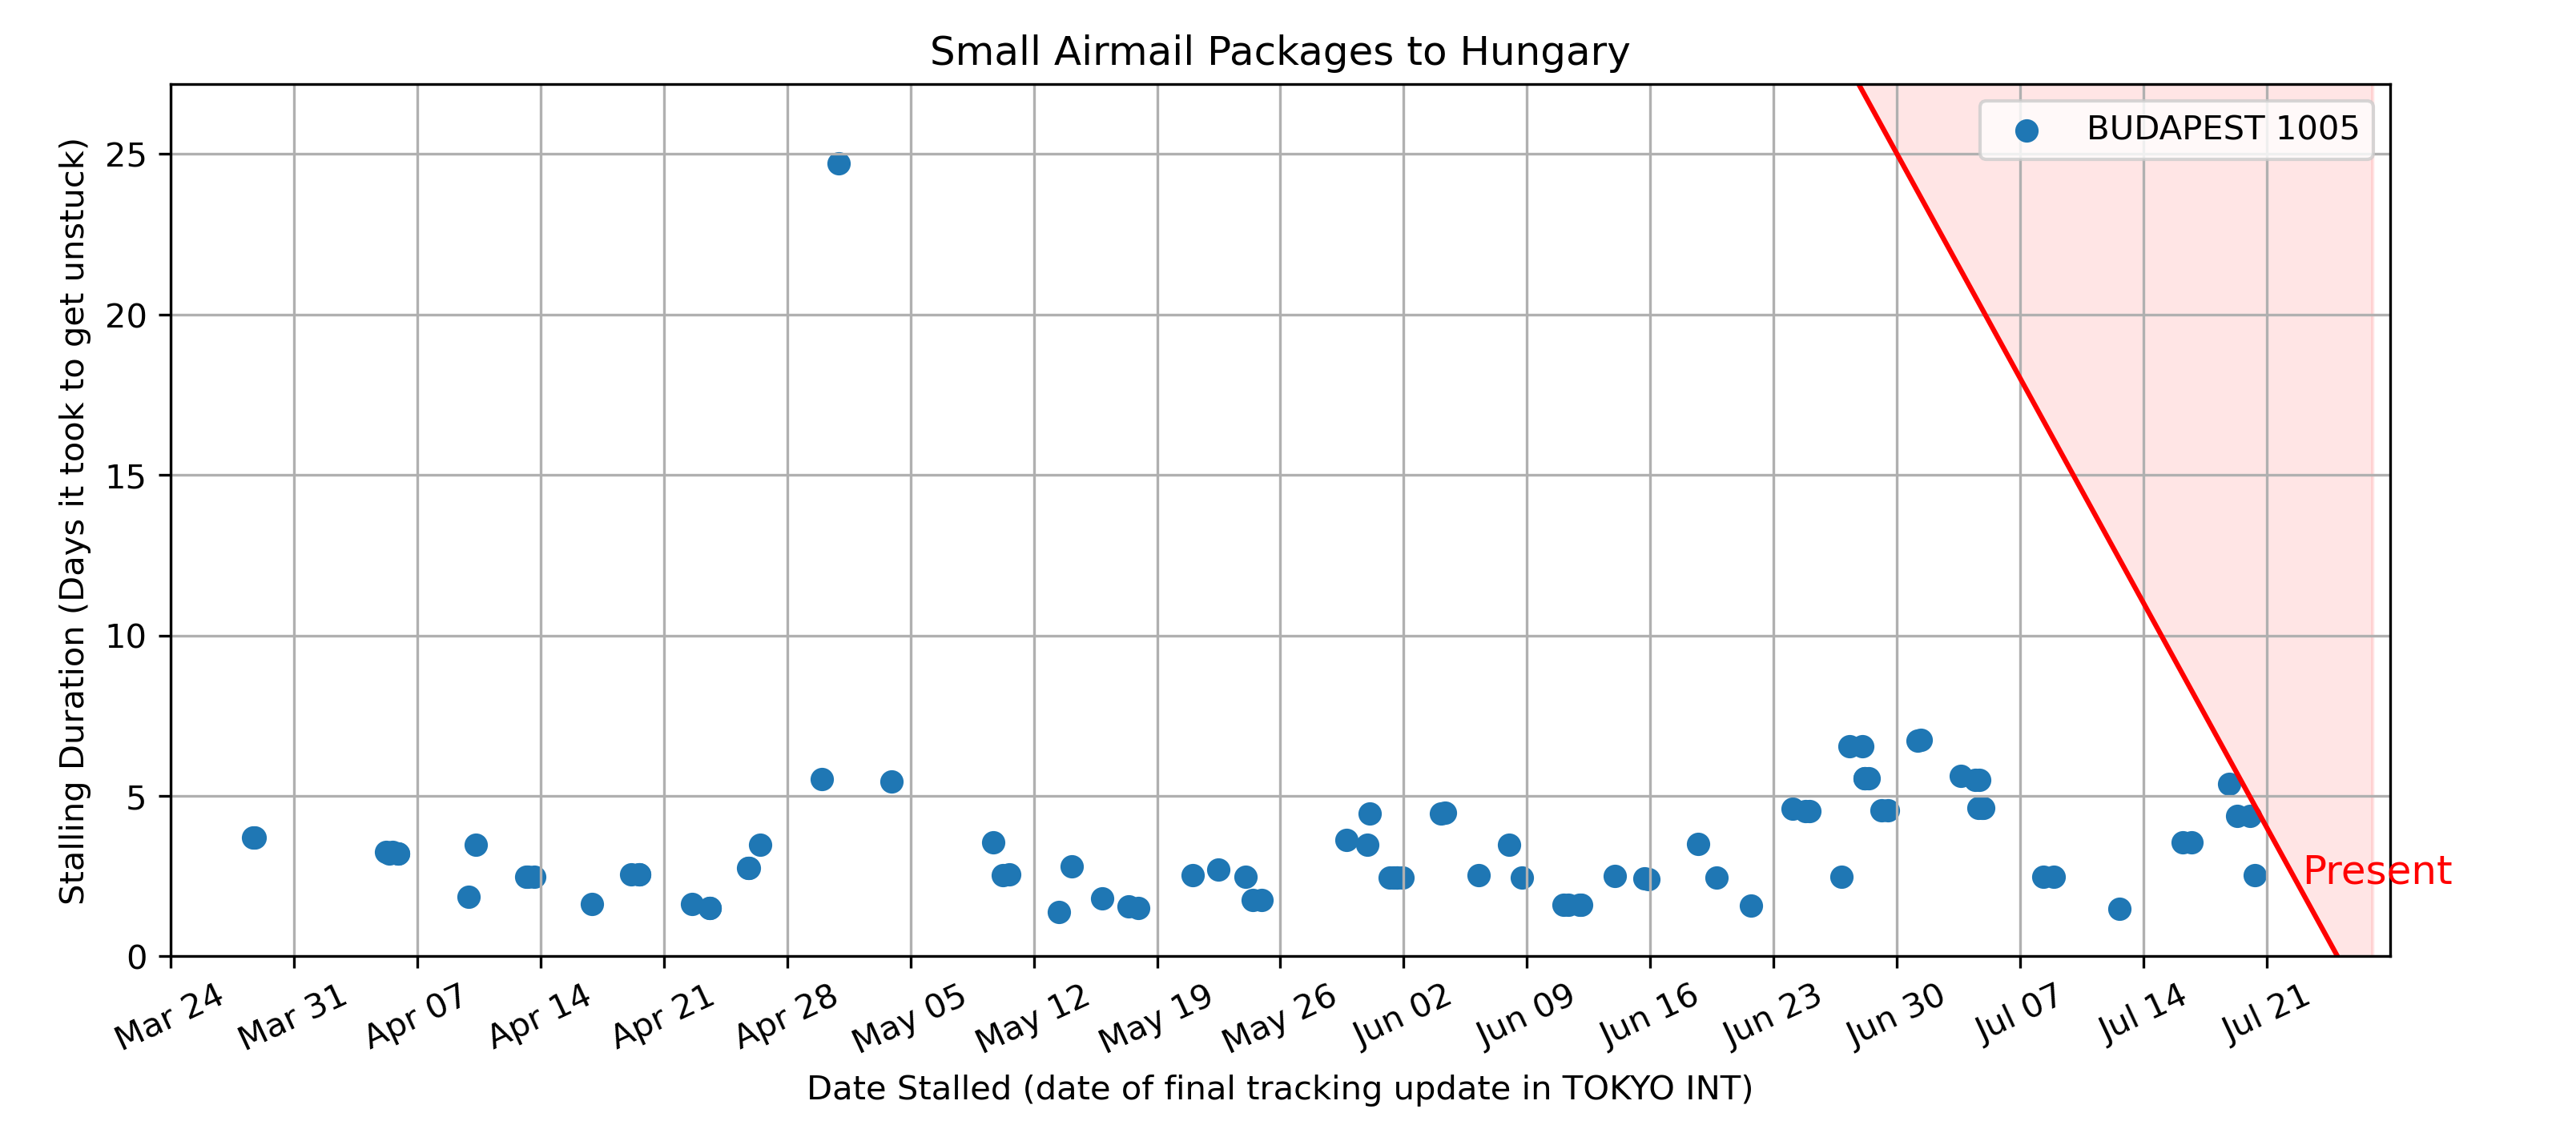 Small Airmail Packages to Hungary
BUDAPEST 1005
Stalling Duration (Days it took to get unstuck)
25
20
15
10
5
0
Present
Mar 24
Mar 31
Apr 07
Apr 14
Apr 21
Apr 28
May 05
May 12
May 19
May 26
Jun 02
Jun 09
Jun 16
Jun 23
Jun 30
Jul 07
Jul 14
Jul 21
Date Stalled (date of final tracking update in TOKYO INT)